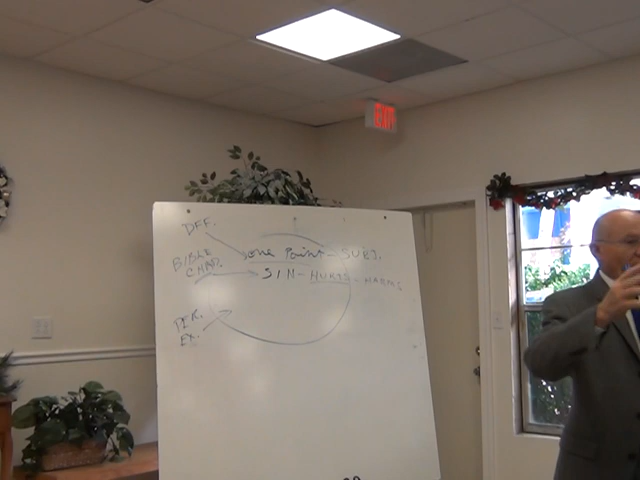 EXIT
DEF.
one Point - SUBJ.
BIBLE
CHAR.
SIN - HURTS - HARMS
PER.
EX.